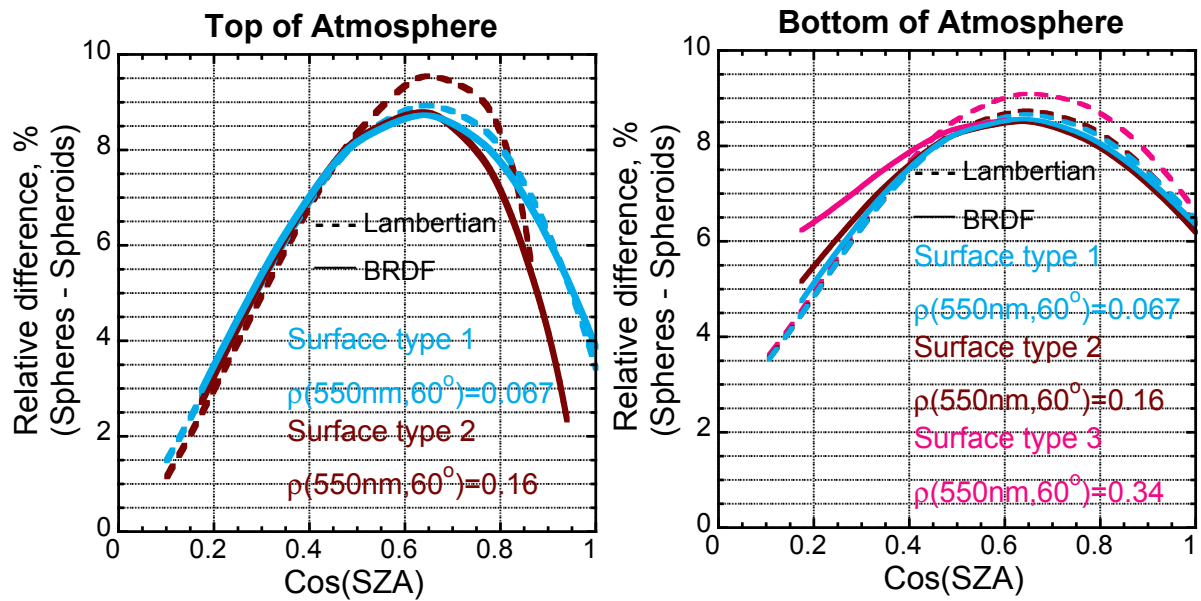 Top of Atmosphere
Relative difference, %
(Spheres - Spheroids)
10
8
6
4
2
0
0
0.2
0.4
0.6
0.8
1
Cos(SZA)
Lambertian
BRDF
Surface type 1
ρ(550nm,60°)=0.067
Surface type 2
ρ(550nm,60°)=0.16
Bottom of Atmosphere
Relative difference, %
(Spheres - Spheroids)
10
8
6
4
2
0
0
0.2
0.4
0.6
0.8
1
Cos(SZA)
Lambertian
BRDF
Surface type 1
ρ(550nm,60°)=0.067
Surface type 2
ρ(550nm,60°)=0.16
Surface type 3
ρ(550nm,60°)=0.34